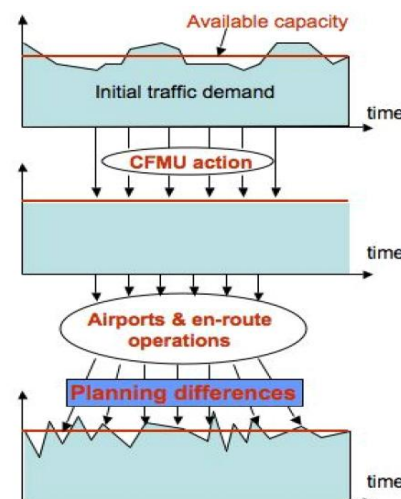 Available capacity
Initial traffic demand
time
CFMU action
time
Airports & en-route
operations
Planning differences
time